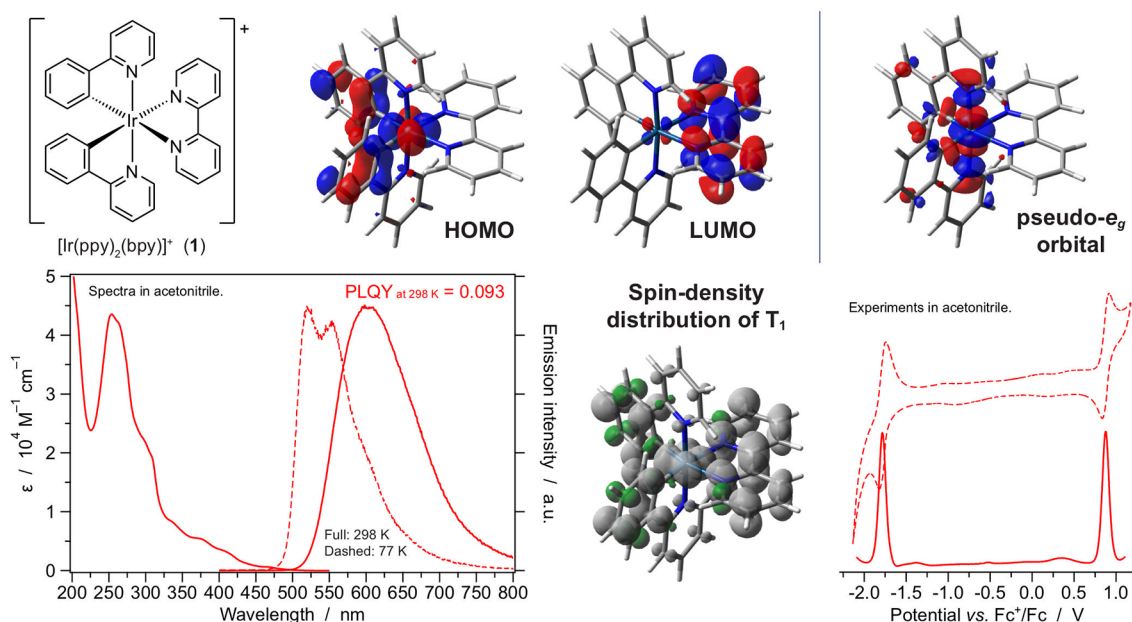 +
N
N
Ir
N
N
[Ir(ppy)₂(bpy)]⁺ (1)
HOMO
LUMO
pseudo-e_g
orbital
Spectra in acetonitrile.
PLQY at 298 K = 0.093
5
4
3
2
1
0
ε / 10⁴ M⁻¹ cm⁻¹
Full: 298 K
Dashed: 77 K
Emission intensity / a.u.
200 250 300 350 400 450 500 550 600 650 700 750 800
Wavelength / nm
Spin-density
distribution of T₁
Experiments in acetonitrile.
-2.0 -1.5 -1.0 -0.5 0.0 0.5 1.0
Potential vs. Fc⁺/Fc / V